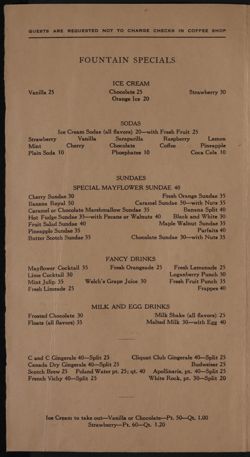 GUESTS ARE REQUESTED NOT TO CHARGE CHECKS IN COFFEE SHOP
FOUNTAIN SPECIALS
ICE CREAM
Vanilla 25 Chocolate 25 Strawberry 30
Orange Ice 20
SODAS
Ice Cream Sodas (all flavors) 20—with Fresh Fruit 25
Strawberry Vanilla Sarsparilla Raspberry Lemon
Mint Cherry Chocolate Coffee Pineapple
Plain Soda 10 Phosphates 10 Coca Cola 10
SUNDAES
SPECIAL MAYFLOWER SUNDAE 40
Cherry Sundae 30 Fresh Orange Sundae 35
Banana Royal 50 Caramel Sundae 30—with Nuts 35
Caramel or Chocolate Marshmallow Sundae 35 Banana Split 40
Hot Fudge Sundae 35—with Pecans or Walnuts 40 Black and White 30
Fruit Salad Sundae 40 Maple Walnut Sundae 35
Pineapple Sundae 35 Parfaits 40
Butter Scotch Sundae 35 Chocolate Sundae 30—with Nuts 35
FANCY DRINKS
Mayflower Cocktail 35 Fresh Orangeade 25 Fresh Lemonade 25
Lime Cocktail 30 Loganberry Punch 30
Mint Julip 35 Welch's Grape Juice 30 Fresh Fruit Punch 35
Fresh Limeade 25 Frappes 40
MILK AND EGG DRINKS
Frosted Chocolate 30 Milk Shake (all flavors) 25
Floats (all flavors) 35 Malted Milk 30—with Egg 40
C and C Gingerale 40—Split 25 Cliquot Club Gingerale 40—Split 25
Canada Dry Gingerale 40—Split 25 Budweiser 25
Scotch Brew 25 Poland Water pt. 25; qt. 40 Apollinaris, pt. 40—Split 25
French Vichy 40—Split 25 White Rock, pt. 30—Split 20
Ice Cream to take out—Vanilla or Chocolate—Pt. 50—Qt. 1.00
Strawberry—Pt. 60—Qt. 1.20